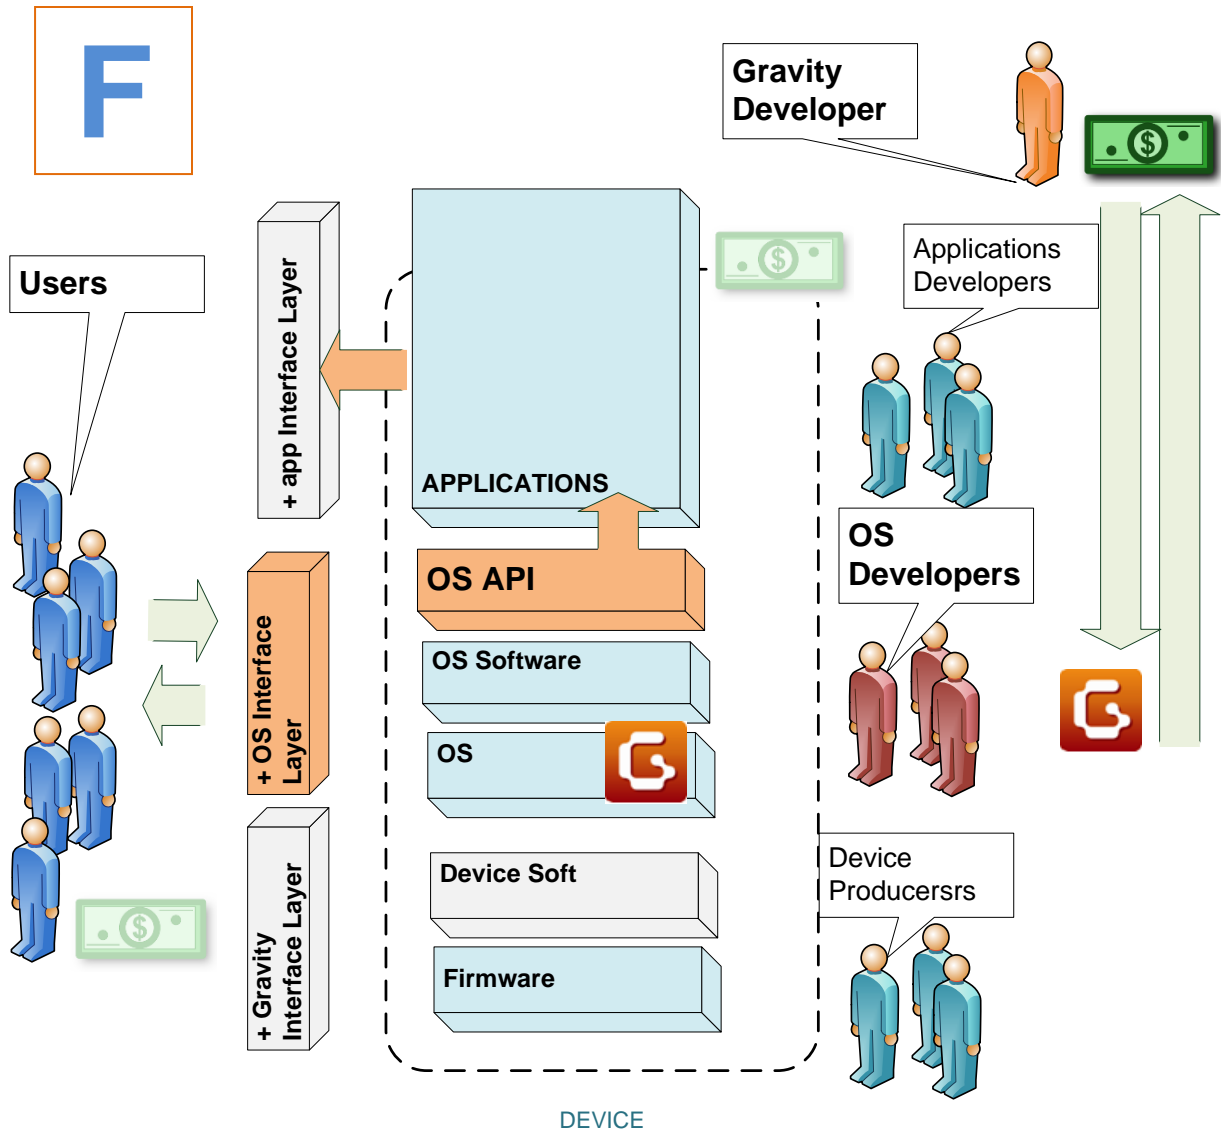 F
Gravity
Developer
Users
Applications
Developers
+ app Interface Layer
APPLICATIONS
OS
Developers
OS API
OS Software
+ OS Interface
Layer
OS
G
G
Device Soft
Device
Producersrs
+ Gravity
Interface Layer
Firmware
$
$
$
DEVICE